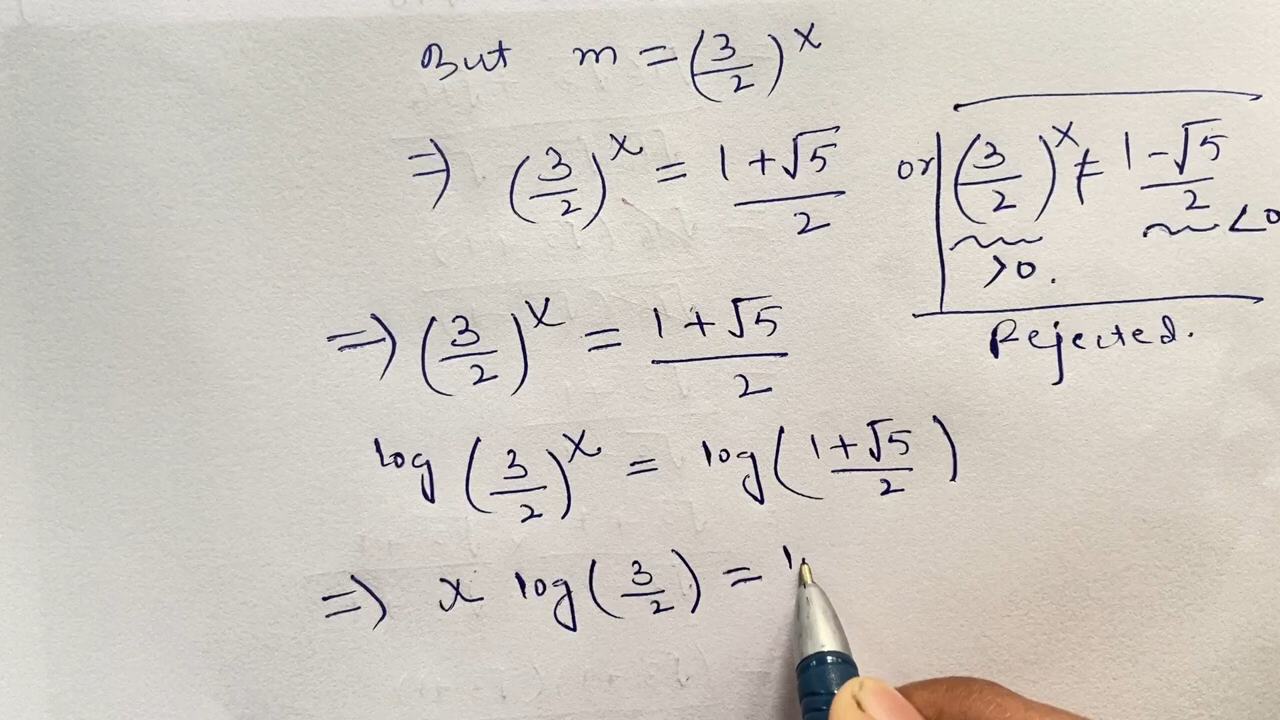 But m = (3/2)^x
⇒ (3/2)^x = (1+√5)/2 or (3/2)^x ≠ (1-√5)/2
>0. <0
Rejected.
⇒ (3/2)^x = (1+√5)/2
log (3/2)^x = log((1+√5)/2)
⇒ x log(3/2) =